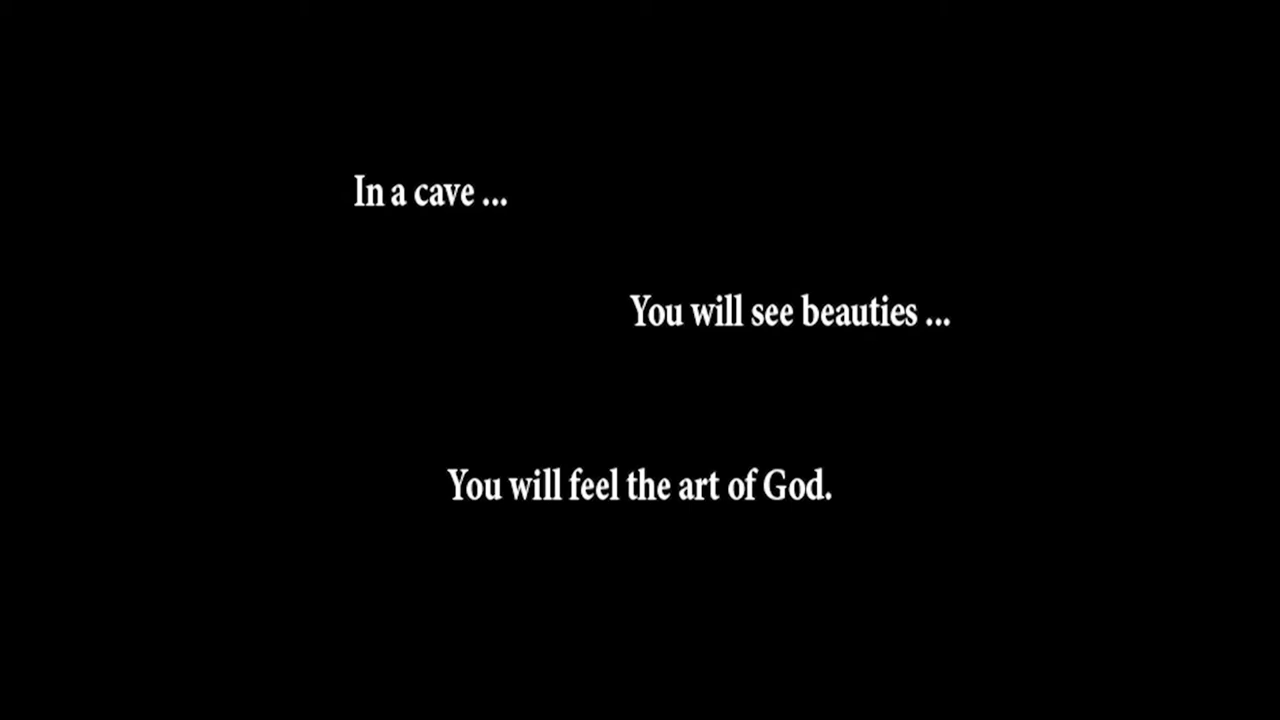 In a cave ...
You will see beauties ...
You will feel the art of God.